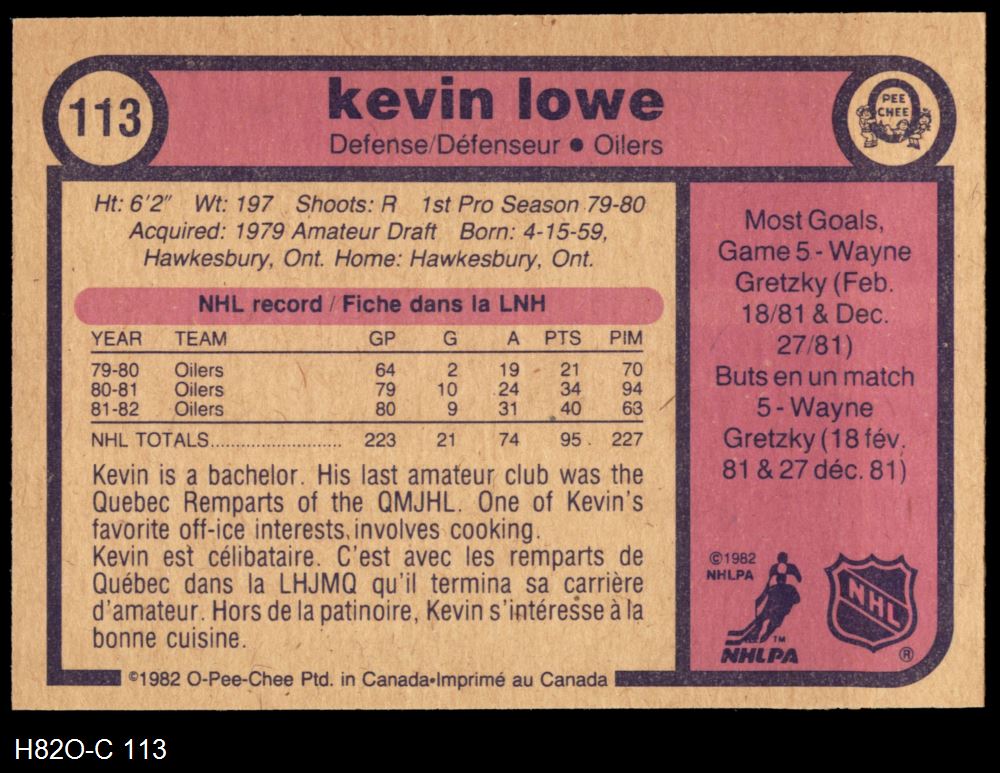 113
kevin lowe
Defense/Défenseur ● Oilers
PEE
CHEE
Ht: 6'2" Wt: 197 Shoots: R 1st Pro Season 79-80
Acquired: 1979 Amateur Draft Born: 4-15-59,
Hawkesbury, Ont. Home: Hawkesbury, Ont.
NHL record / Fiche dans la LNH
YEAR TEAM GP G A PTS PIM
79-80 Oilers 64 2 19 21 70
80-81 Oilers 79 10 24 34 94
81-82 Oilers 80 9 31 40 63
NHL TOTALS........................... 223 21 74 95 227
Kevin is a bachelor. His last amateur club was the
Quebec Remparts of the QMJHL. One of Kevin's
favorite off-ice interests involves cooking.
Kevin est célibataire. C'est avec les remparts de
Québec dans la LHJMQ qu'il termina sa carrière
d'amateur. Hors de la patinoire, Kevin s'intéresse à la
bonne cuisine.
©1982 O-Pee-Chee Ptd. in Canada•Imprimé au Canada
Most Goals,
Game 5 - Wayne
Gretzky (Feb.
18/81 & Dec.
27/81)
Buts en un match
5 - Wayne
Gretzky (18 fév.
81 & 27 déc. 81)
©1982
NHLPA
TM
NHLPA
NHL
®
H82O-C 113